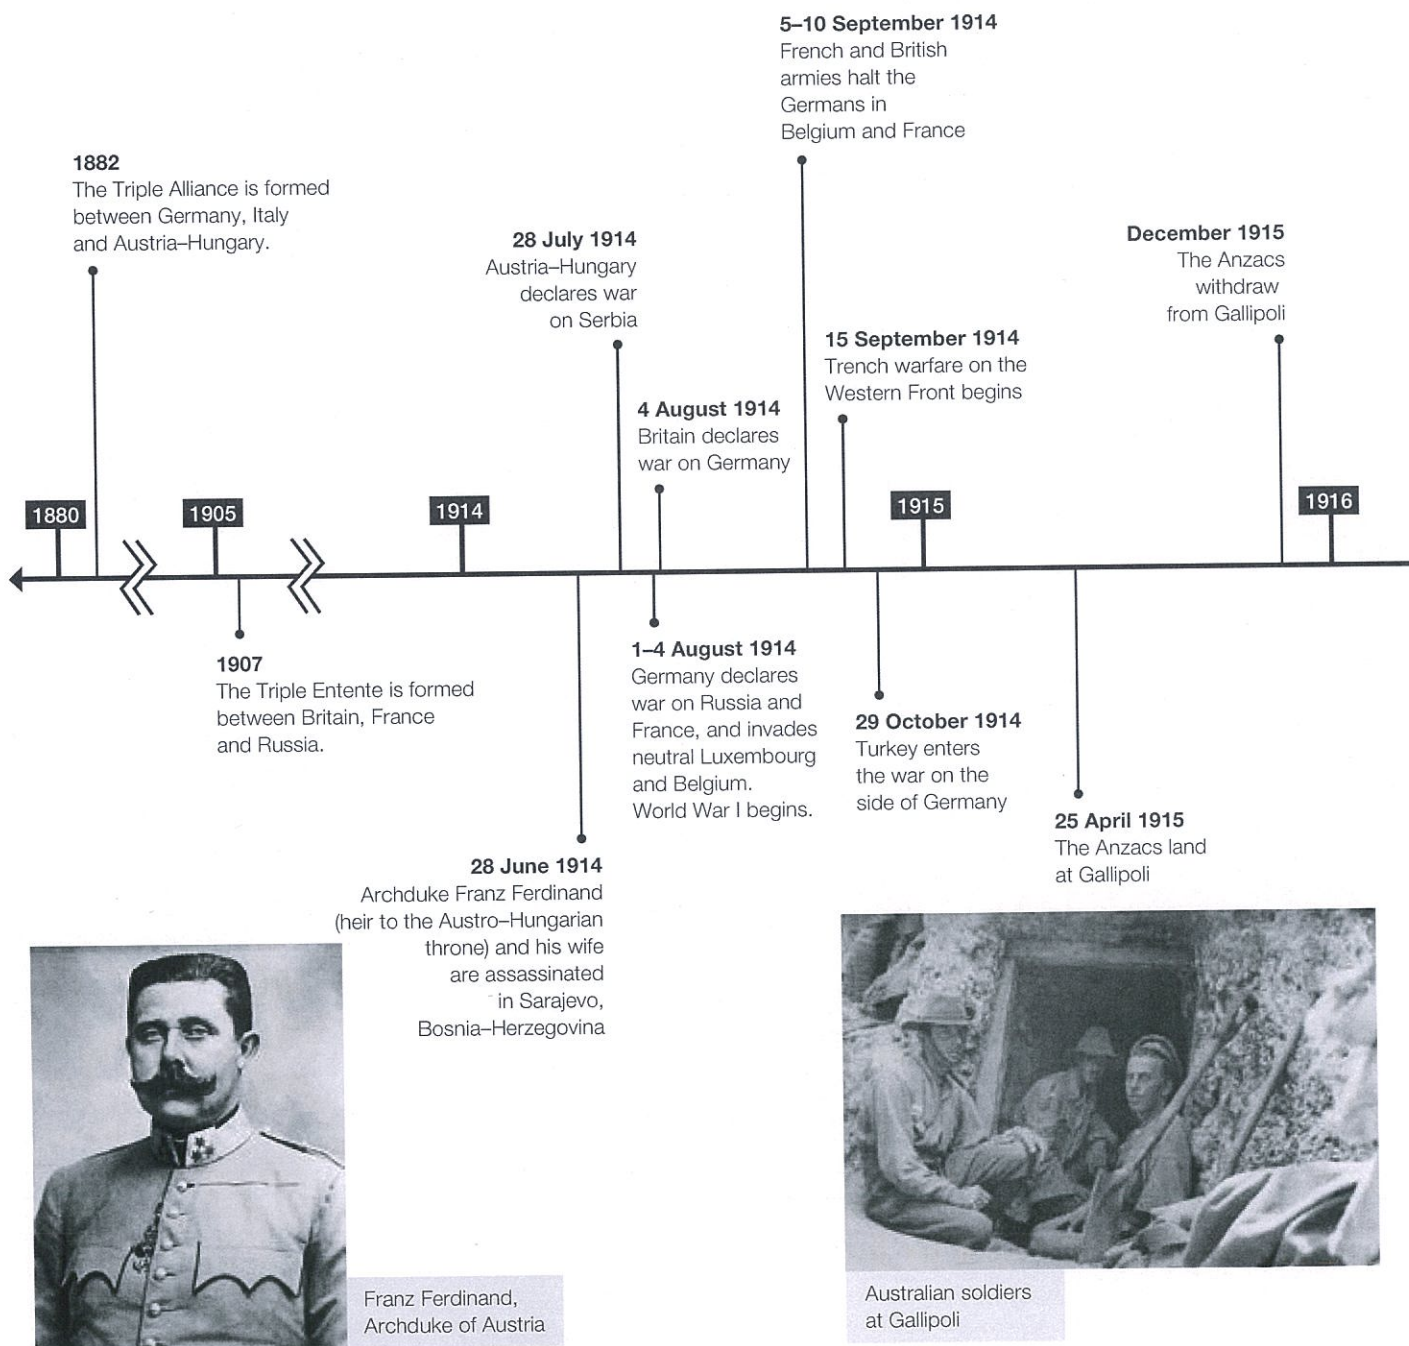 5–10 September 1914
French and British
armies halt the
Germans in
Belgium and France
1882
The Triple Alliance is formed
between Germany, Italy
and Austria–Hungary.
28 July 1914
Austria–Hungary
declares war
on Serbia
December 1915
The Anzacs
withdraw
from Gallipoli
15 September 1914
Trench warfare on the
Western Front begins
4 August 1914
Britain declares
war on Germany
1880
1905
1914
1915
1916
1907
The Triple Entente is formed
between Britain, France
and Russia.
1–4 August 1914
Germany declares
war on Russia and
France, and invades
neutral Luxembourg
and Belgium.
World War I begins.
29 October 1914
Turkey enters
the war on the
side of Germany
25 April 1915
The Anzacs land
at Gallipoli
28 June 1914
Archduke Franz Ferdinand
(heir to the Austro–Hungarian
throne) and his wife
are assassinated
in Sarajevo,
Bosnia–Herzegovina
Franz Ferdinand,
Archduke of Austria
Australian soldiers
at Gallipoli